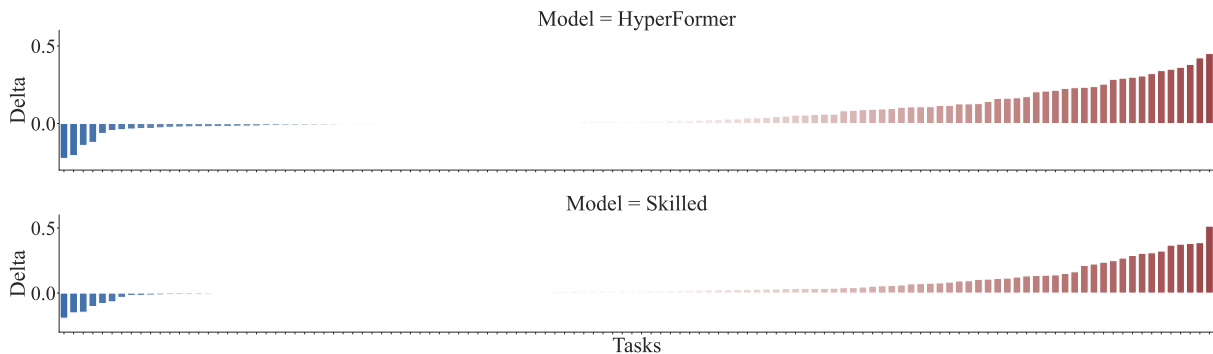 Model = HyperFormer
0.5
Delta
0.0
Model = Skilled
0.5
Delta
0.0
Tasks